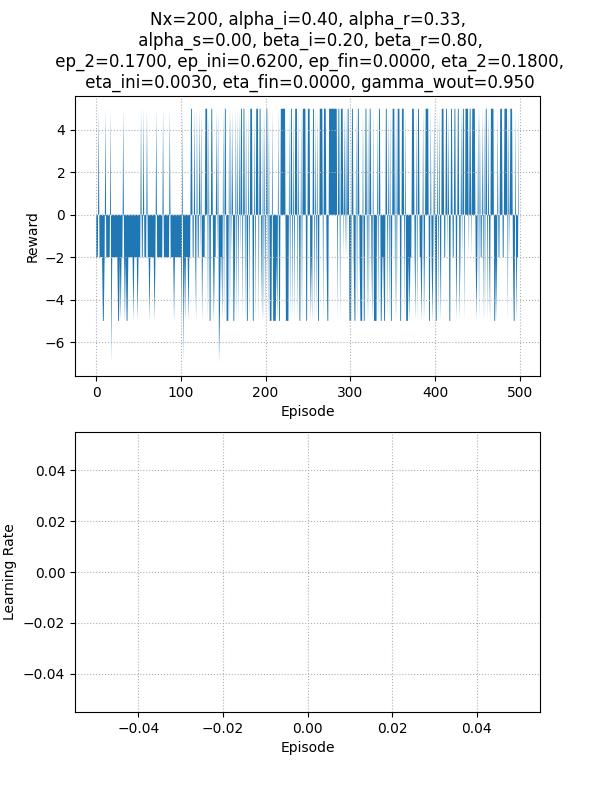 Nx=200, alpha_i=0.40, alpha_r=0.33,
alpha_s=0.00, beta_i=0.20, beta_r=0.80,
ep_2=0.1700, ep_ini=0.6200, ep_fin=0.0000, eta_2=0.1800,
eta_ini=0.0030, eta_fin=0.0000, gamma_wout=0.950
4
2
0
−2
−4
−6
Reward
0
100
200
300
400
500
Episode
0.04
0.02
0.00
−0.02
−0.04
Learning Rate
−0.04
−0.02
0.00
0.02
0.04
Episode